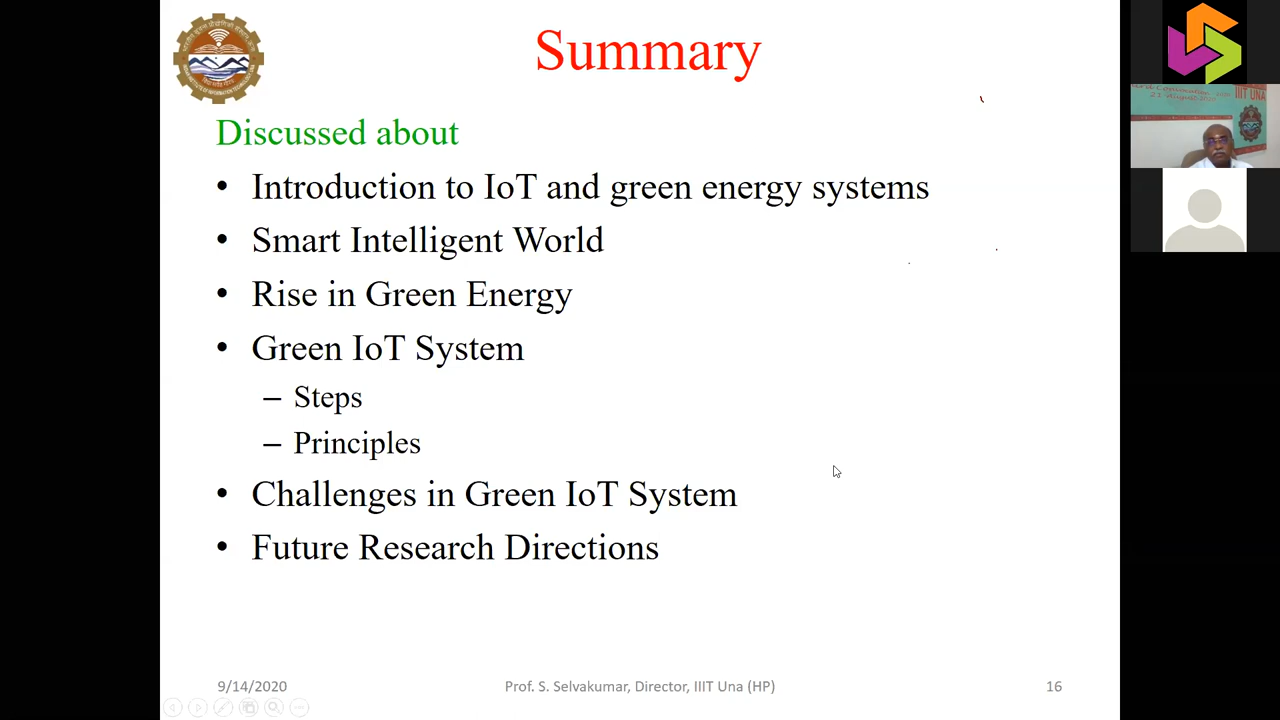 Summary
Discussed about
• Introduction to IoT and green energy systems
• Smart Intelligent World
• Rise in Green Energy
• Green IoT System
– Steps
– Principles
• Challenges in Green IoT System
• Future Research Directions
9/14/2020
Prof. S. Selvakumar, Director, IIIT Una (HP)
16
IIIT UNA